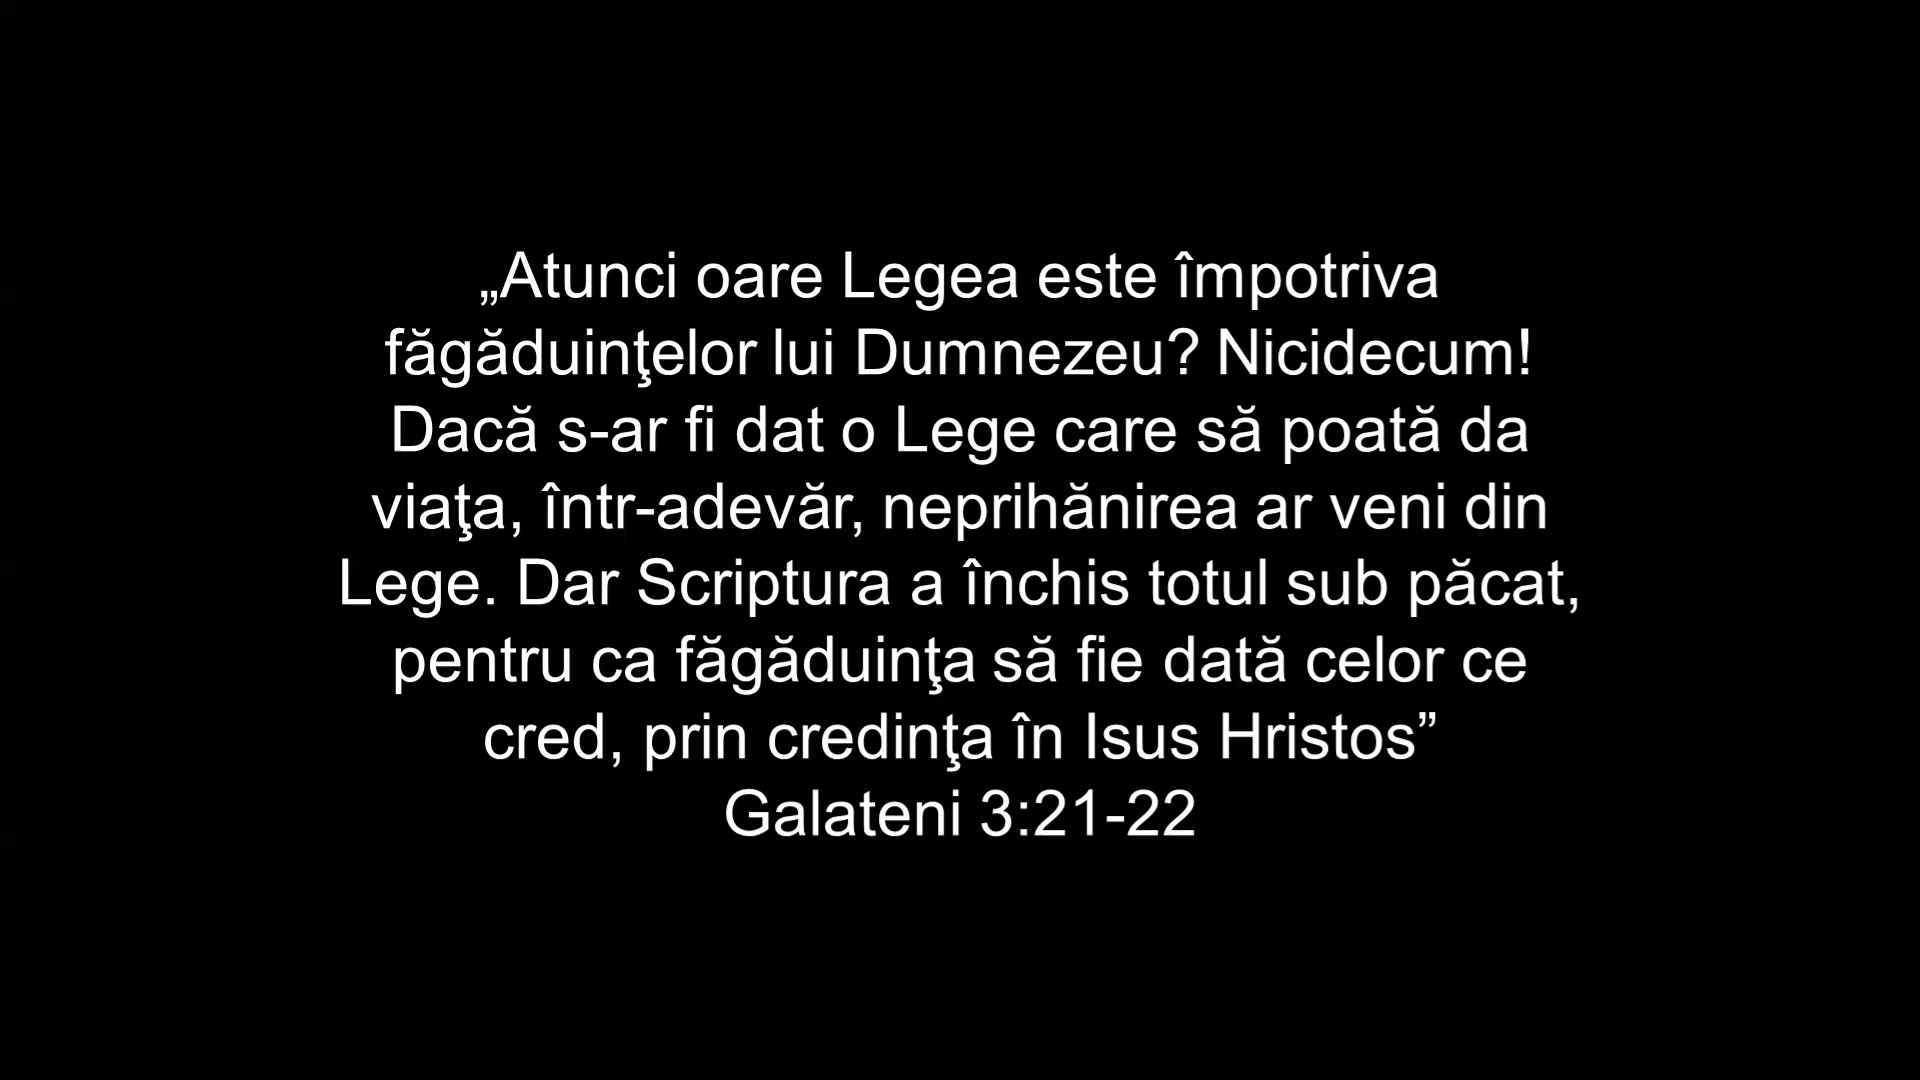 „Atunci oare Legea este împotriva
făgăduinţelor lui Dumnezeu? Nicidecum!
Dacă s-ar fi dat o Lege care să poată da
viaţa, într-adevăr, neprihănirea ar veni din
Lege. Dar Scriptura a închis totul sub păcat,
pentru ca făgăduinţa să fie dată celor ce
cred, prin credinţa în Isus Hristos”
Galateni 3:21-22